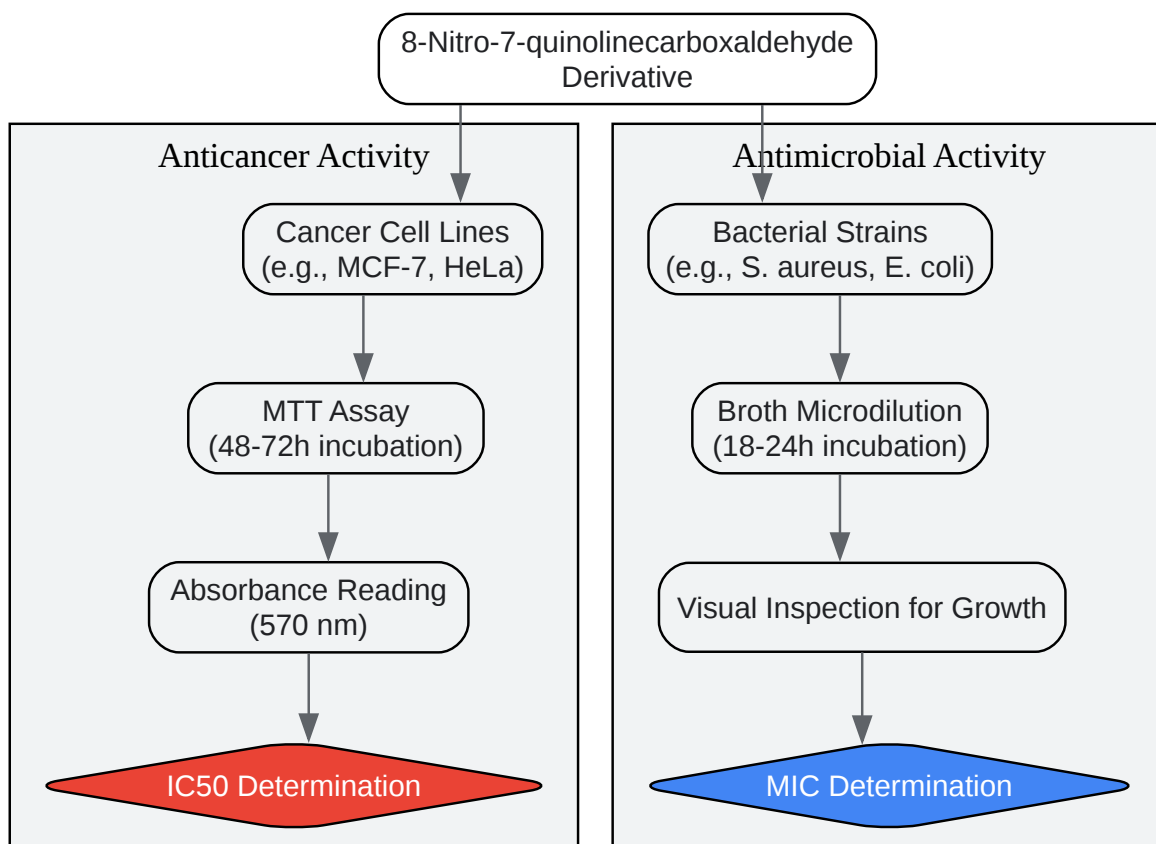 8-Nitro-7-quinolinecarboxaldehyde
Derivative
Anticancer Activity
Cancer Cell Lines
(e.g., MCF-7, HeLa)
MTT Assay
(48-72h incubation)
Absorbance Reading
(570 nm)
IC50 Determination
Antimicrobial Activity
Bacterial Strains
(e.g., S. aureus, E. coli)
Broth Microdilution
(18-24h incubation)
Visual Inspection for Growth
MIC Determination